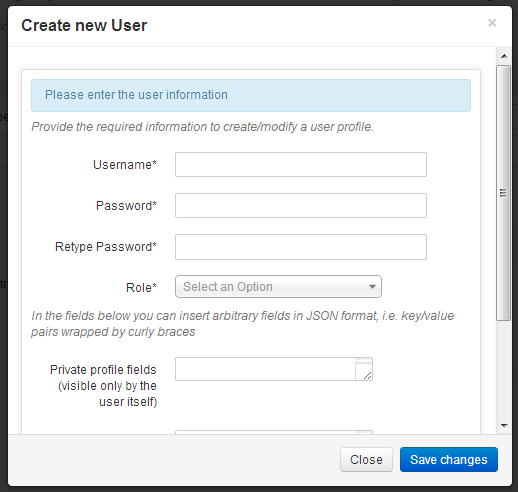 Create new User
×
Please enter the user information
Provide the required information to create/modify a user profile.
Username*
Password*
Retype Password*
Role*
Select an Option
In the fields below you can insert arbitrary fields in JSON format, i.e. key/value
pairs wrapped by curly braces
Private profile fields
(visible only by the
user itself)
Close
Save changes